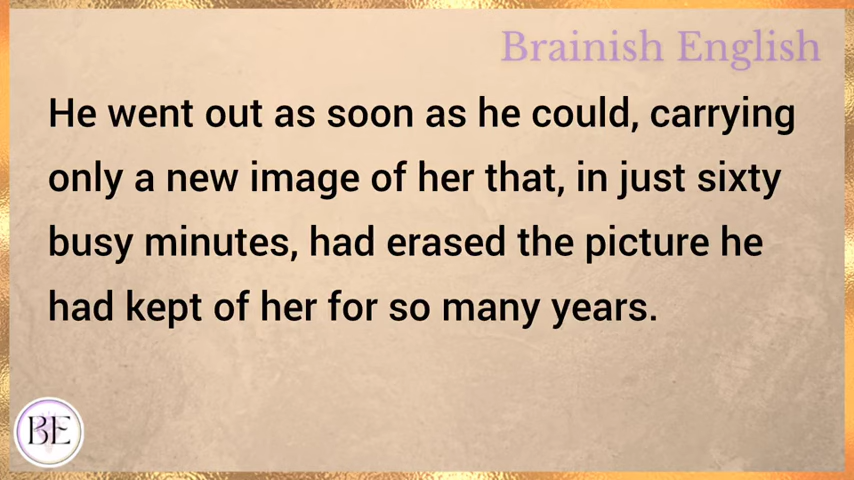 Brainish English
He went out as soon as he could, carrying
only a new image of her that, in just sixty
busy minutes, had erased the picture he
had kept of her for so many years.
BE